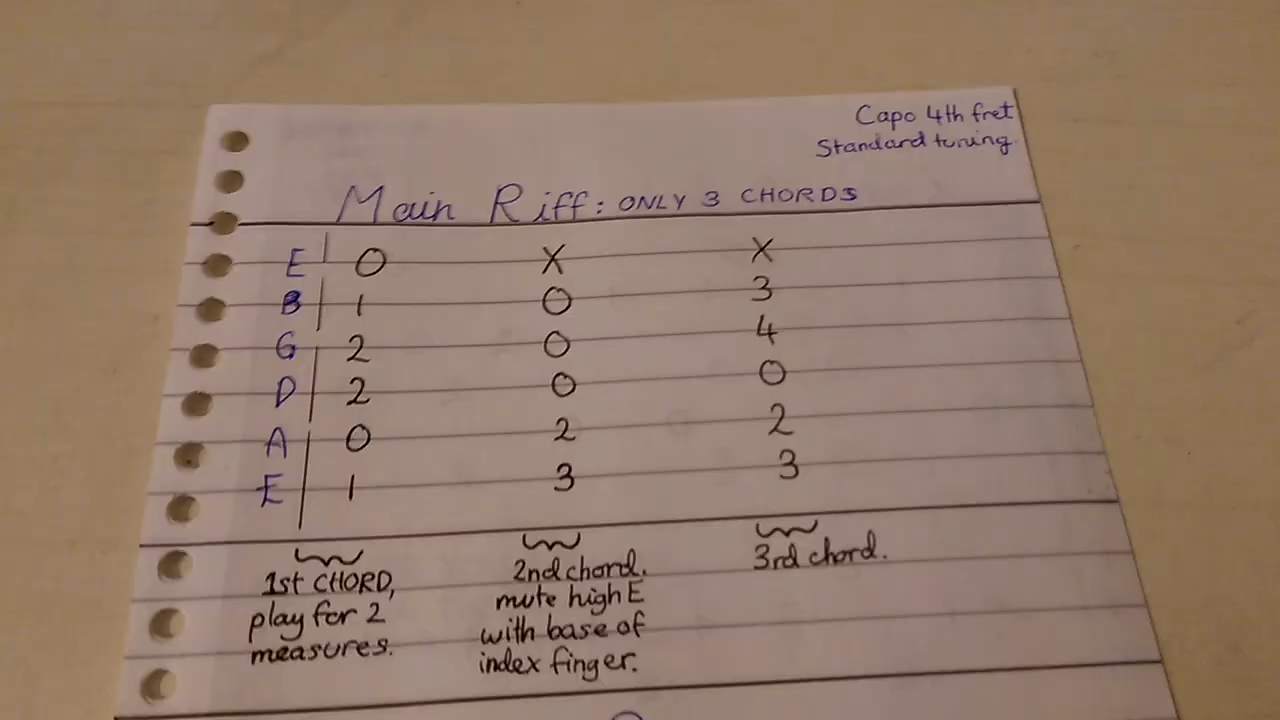 Capo 4th fret
Standard tuning
Main Riff: ONLY 3 CHORDS
E 0 X X
B 1 0 3
G 2 0 4
D 2 0 0
A 0 2 2
E 1 3 3
1st CHORD,
play for 2
measures.
2nd chord.
mute high E
with base of
index finger.
3rd chord.